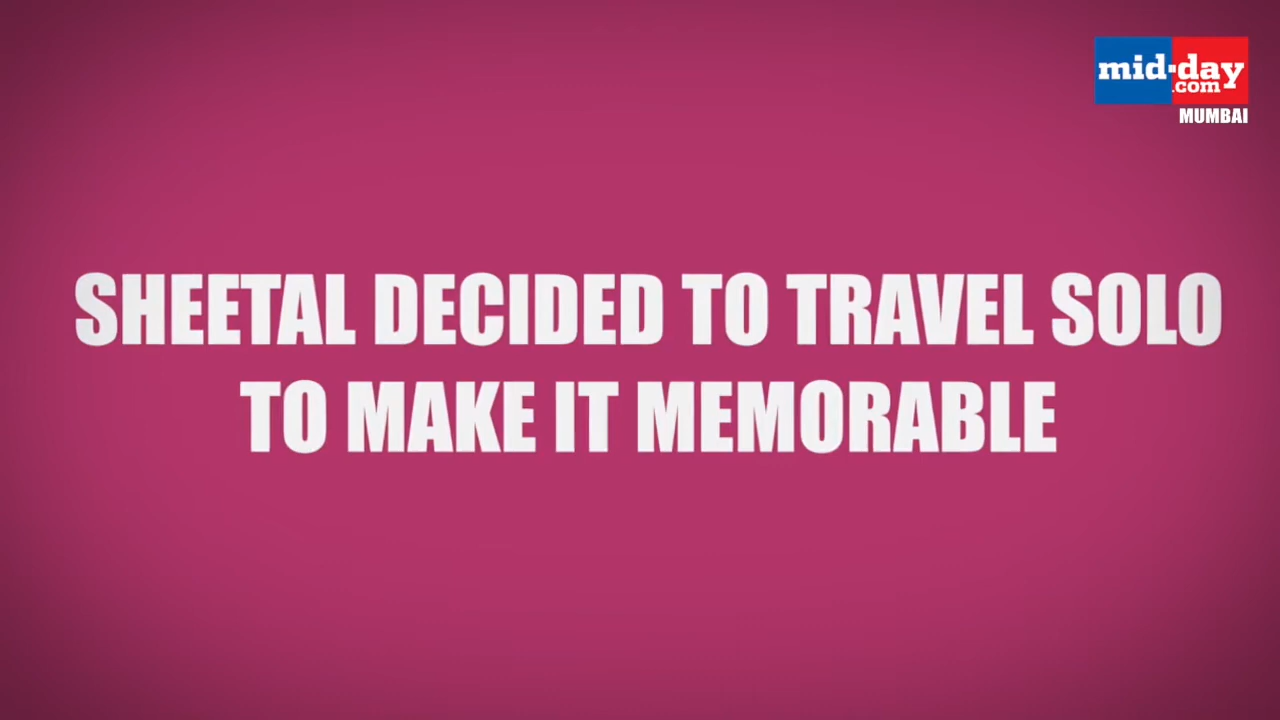 mid-day
.com
MUMBAI
SHEETAL DECIDED TO TRAVEL SOLO
TO MAKE IT MEMORABLE